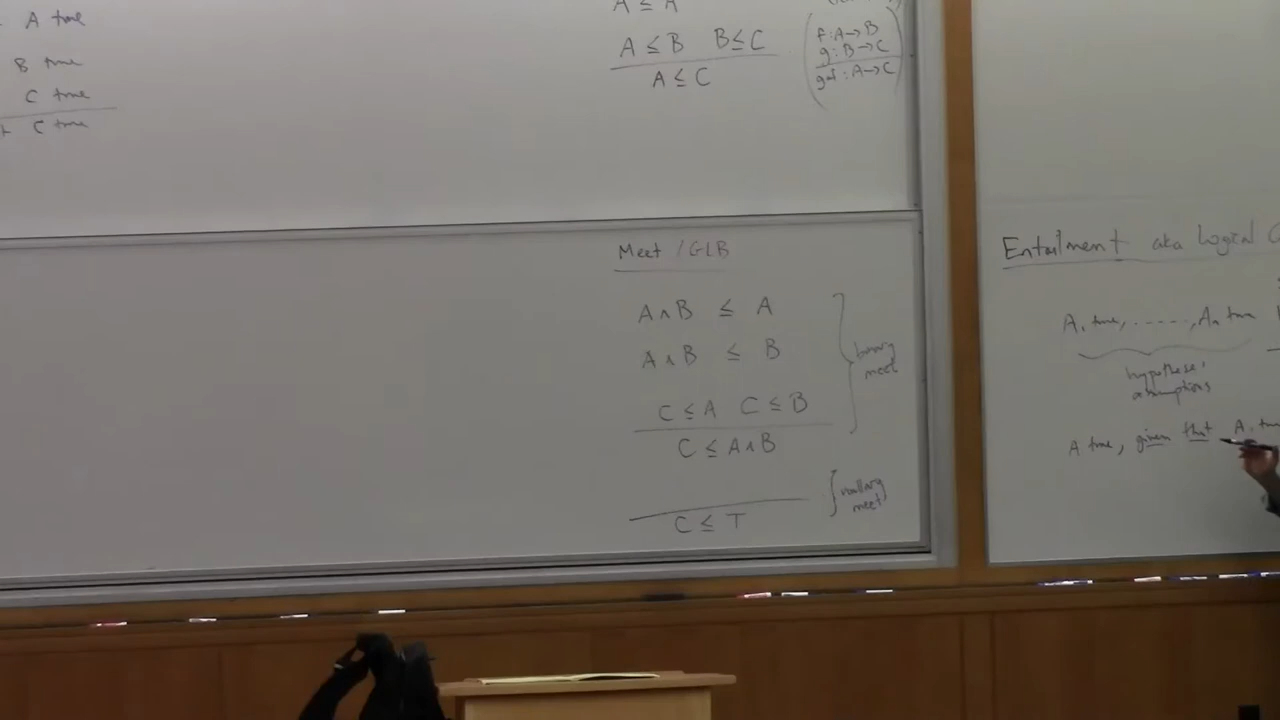 A true
B true
C true
C true
A ≤ A
A ≤ B B ≤ C
A ≤ C
f : A → B
g : B → C
g∘f : A → C
Meet / GLB
A ∧ B ≤ A
A ∧ B ≤ B
binary
meet
C ≤ A C ≤ B
C ≤ A ∧ B
nullary
meet
C ≤ T
Entailment aka Logical
A₁ true, ....., Aₙ true
hypotheses,
assumptions
A true, given that A₁